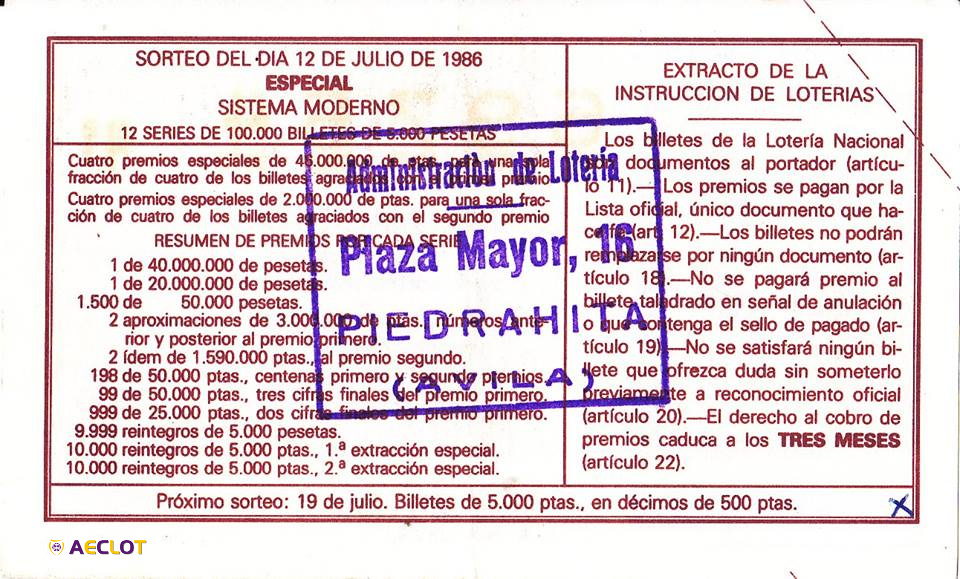 SORTEO DEL DIA 12 DE JULIO DE 1986
ESPECIAL
SISTEMA MODERNO
12 SERIES DE 100.000 BILLETES DE 5.000 PESETAS
Cuatro premios especiales de 46.000.000 de ptas. para una sola
fracción de cuatro de los billetes agraciados con el primer premio
Cuatro premios especiales de 2.000.000 de ptas. para una sola frac-
ción de cuatro de los billetes agraciados con el segundo premio
RESUMEN DE PREMIOS POR CADA SERIE
1 de 40.000.000 de pesetas.
1 de 20.000.000 de pesetas.
1.500 de 50.000 pesetas.
2 aproximaciones de 3.000.000 de ptas., números ante-
rior y posterior al premio primero.
2 ídem de 1.590.000 ptas., al premio segundo.
198 de 50.000 ptas., centenas primero y segundo premios.
99 de 50.000 ptas., tres cifras finales del premio primero.
999 de 25.000 ptas., dos cifras finales del premio primero.
9.999 reintegros de 5.000 pesetas.
10.000 reintegros de 5.000 ptas., 1.ª extracción especial.
10.000 reintegros de 5.000 ptas., 2.ª extracción especial.
EXTRACTO DE LA
INSTRUCCION DE LOTERIAS
Los billetes de la Lotería Nacional
son documentos al portador (artícu-
lo 11).—Los premios se pagan por la
Lista oficial, único documento que ha-
ce fe (art. 12).—Los billetes no podrán
remplazarse por ningún documento (ar-
tículo 18).—No se pagará premio al
billete taladrado en señal de anulación
o que contenga el sello de pagado (ar-
tículo 19).—No se satisfará ningún bi-
llete que ofrezca duda sin someterlo
previamente a reconocimiento oficial
(artículo 20).—El derecho al cobro de
premios caduca a los TRES MESES
(artículo 22).
Administración de Lotería
Plaza Mayor, 16
PIEDRAHITA
(AVILA)
Próximo sorteo: 19 de julio. Billetes de 5.000 ptas., en décimos de 500 ptas.
X
AECLOT